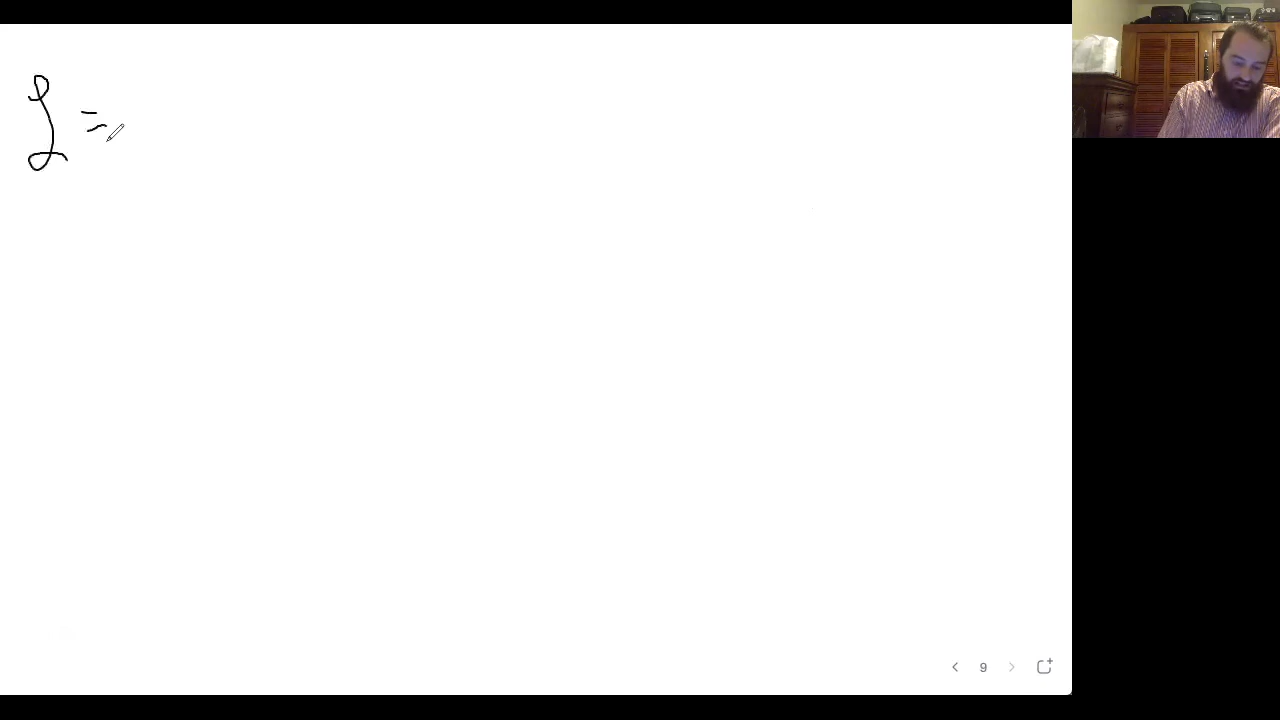 ℒ =
9